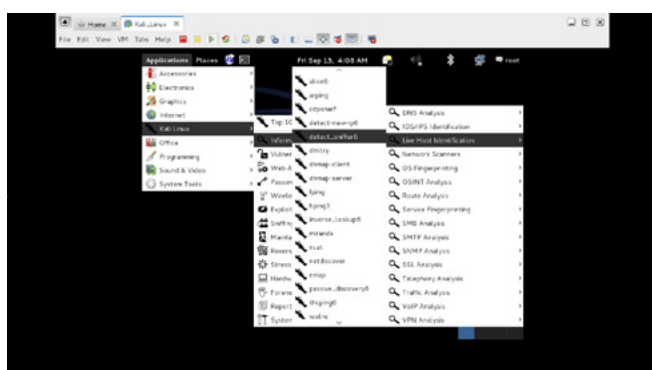 Home
Kali_Linux
File Edit View VM Tabs Help
Applications Places
Fri Sep 13, 4:08 AM
root
Accessories
Electronics
Graphics
Internet
Kali Linux
Office
Programming
Sound & Video
System Tools
Top 10
Inform
Vulner
Web A
Passwo
Wirele
Exploit
Sniffing
Mainta
Revers
Stress
Hardw
Forens
Report
System
alive6
arping
cdpsnarf
detect-new-ip6
detect_sniffer6
dmitry
dnmap-client
dnmap-server
fping
hping3
inverse_lookup6
miranda
ncat
netdiscover
nmap
passive_discovery6
thcping6
wol-e
DNS Analysis
IDS/IPS Identification
Live Host Identification
Network Scanners
OS Fingerprinting
OSINT Analysis
Route Analysis
Service Fingerprinting
SMB Analysis
SMTP Analysis
SNMP Analysis
SSL Analysis
Telephony Analysis
Traffic Analysis
VoIP Analysis
VPN Analysis